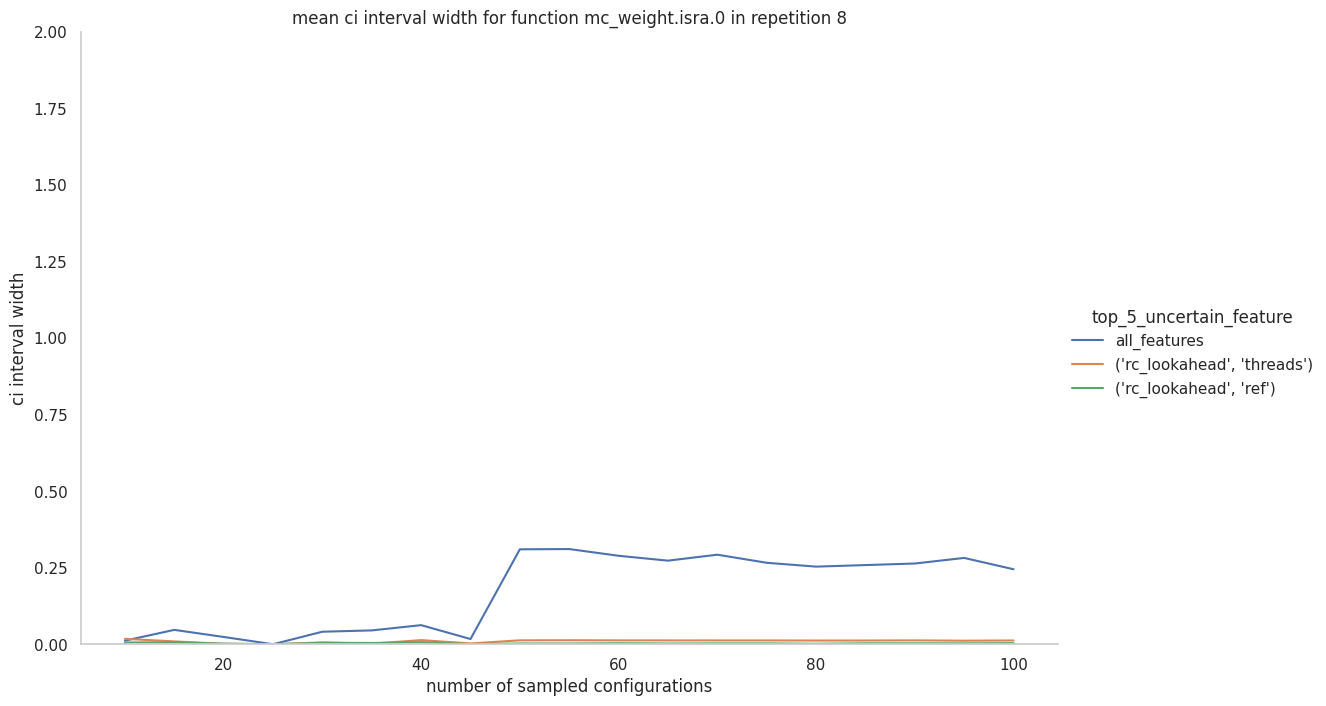 mean ci interval width for function mc_weight.isra.0 in repetition 8
2.00
1.75
1.50
1.25
1.00
0.75
0.50
0.25
0.00
ci interval width
20
40
60
80
100
number of sampled configurations
top_5_uncertain_feature
all_features
('rc_lookahead', 'threads')
('rc_lookahead', 'ref')